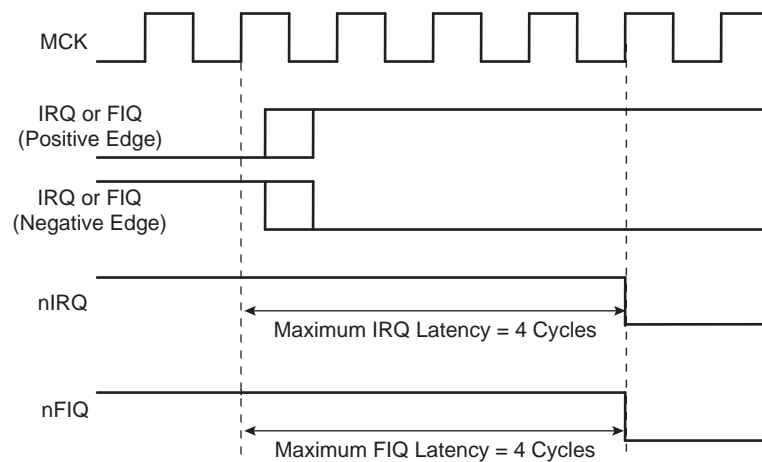 MCK
IRQ or FIQ
(Positive Edge)
IRQ or FIQ
(Negative Edge)
nIRQ
Maximum IRQ Latency = 4 Cycles
nFIQ
Maximum FIQ Latency = 4 Cycles